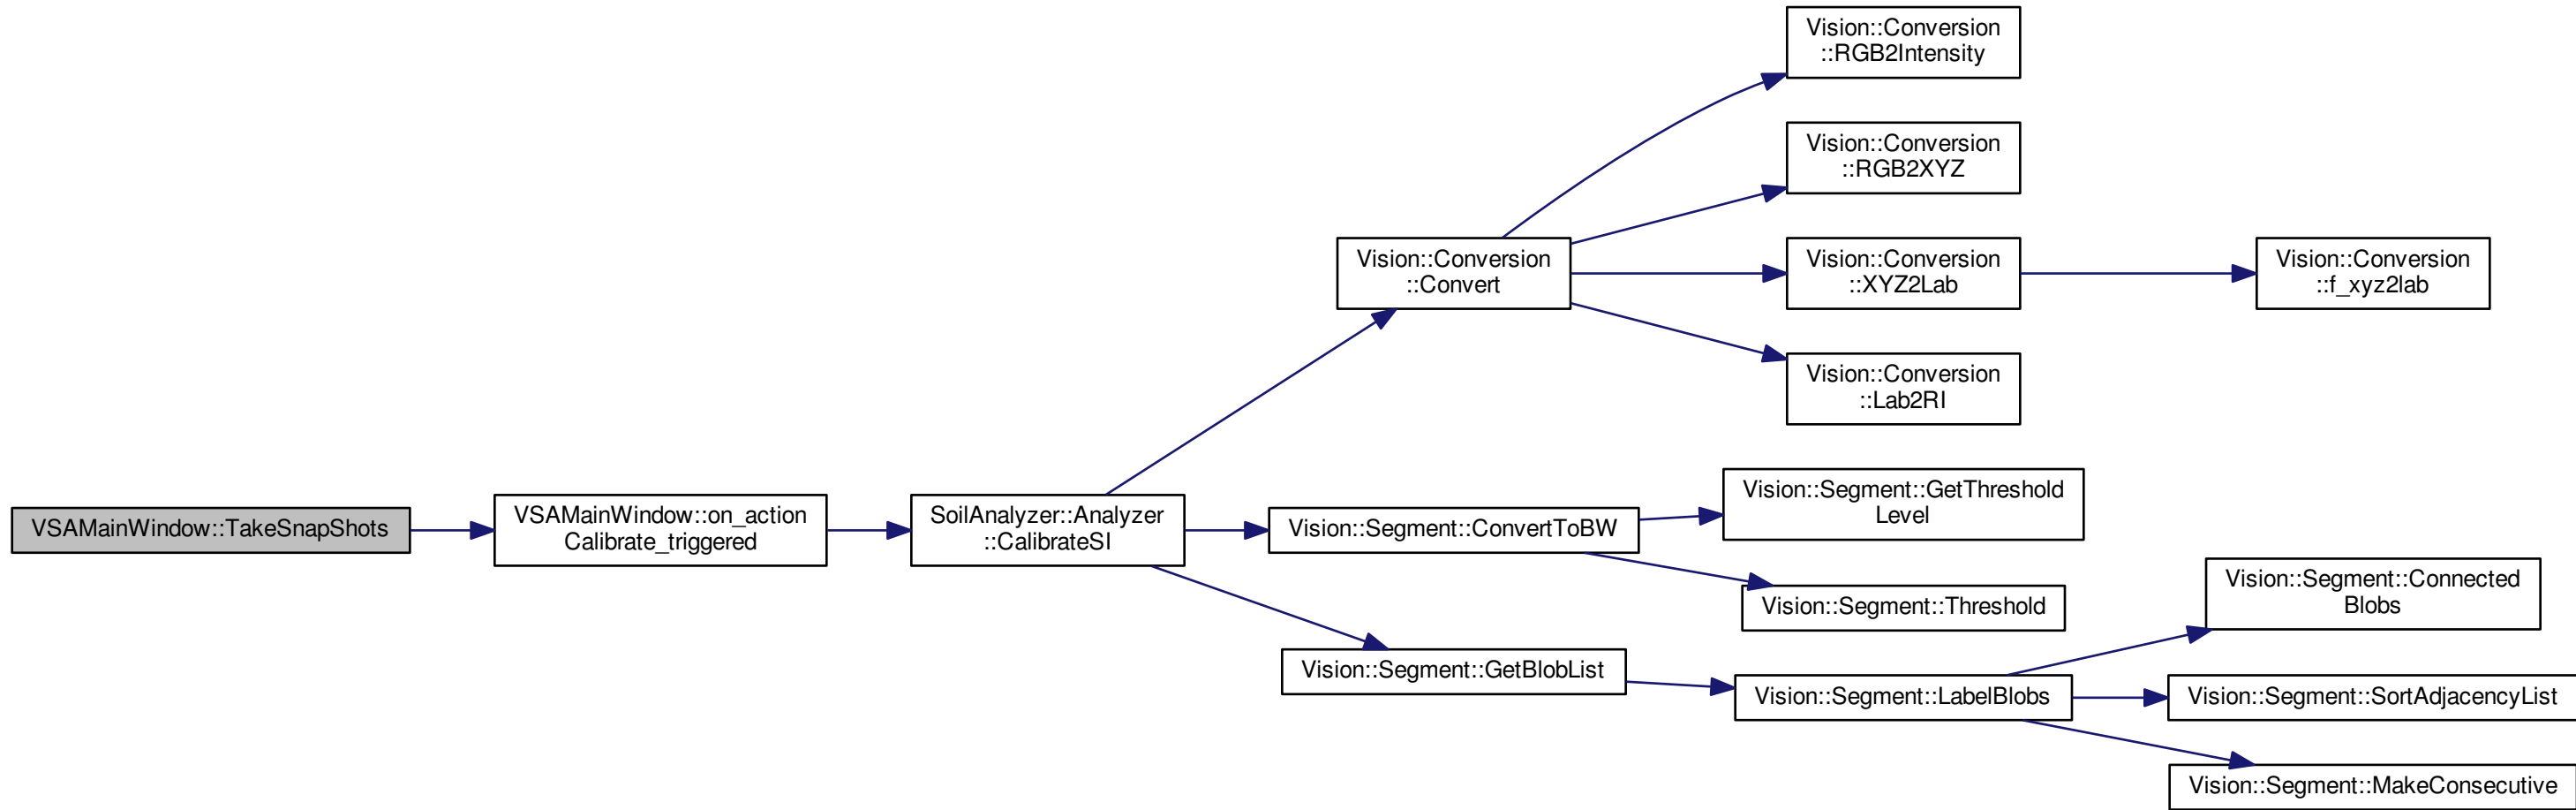 Vision::Conversion
::RGB2Intensity
Vision::Conversion
::RGB2XYZ
Vision::Conversion
::Convert
Vision::Conversion
::XYZ2Lab
Vision::Conversion
::f_xyz2lab
Vision::Conversion
::Lab2RI
VSAMainWindow::TakeSnapShots
VSAMainWindow::on_action
Calibrate_triggered
SoilAnalyzer::Analyzer
::CalibrateSI
Vision::Segment::ConvertToBW
Vision::Segment::GetThreshold
Level
Vision::Segment::Threshold
Vision::Segment::GetBlobList
Vision::Segment::LabelBlobs
Vision::Segment::Connected
Blobs
Vision::Segment::SortAdjacencyList
Vision::Segment::MakeConsecutive